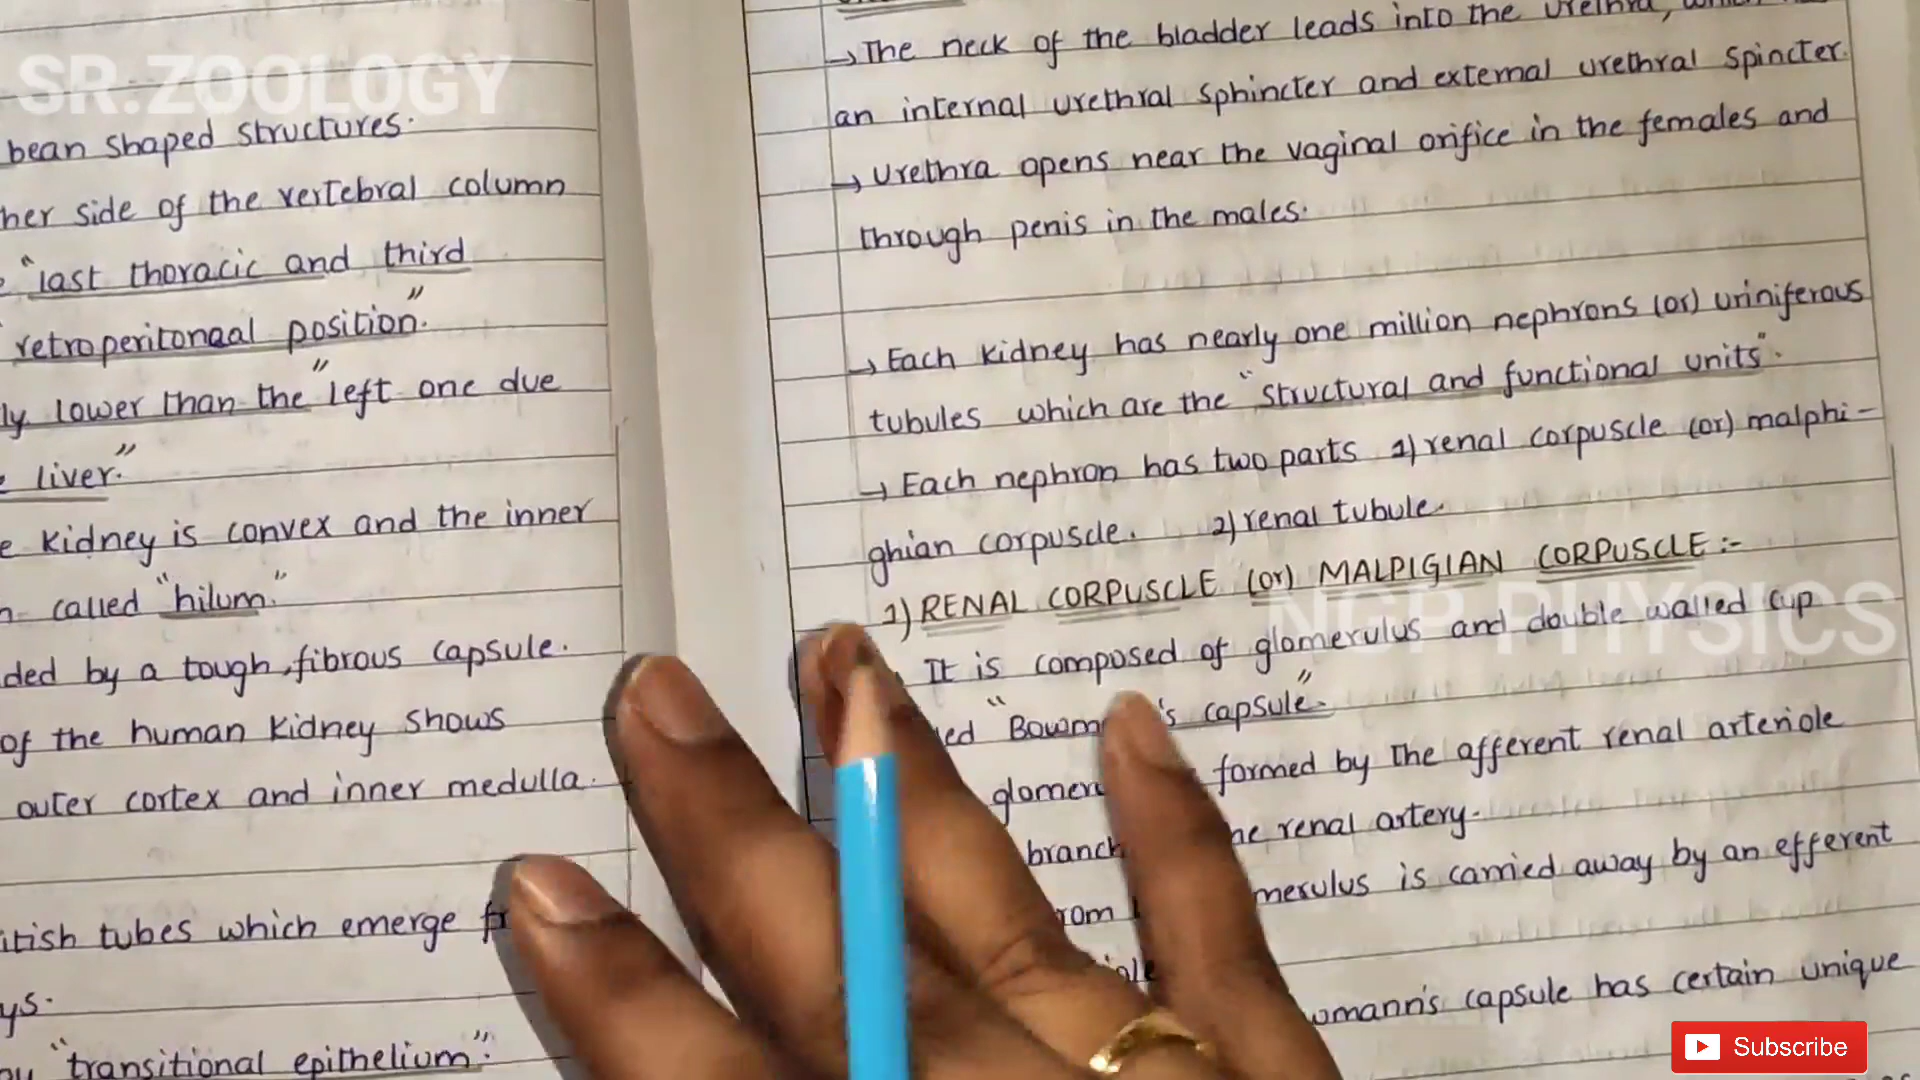 SR.ZOOLOGY
bean shaped structures.
her side of the vertebral column
"last thoracic and third
retroperitonaal position."
ly lower than the "left one due
liver."
e kidney is convex and the inner
called "hilum."
ded by a tough, fibrous capsule.
of the human kidney shows
outer cortex and inner medulla.
itish tubes which emerge
ys.
"transitional epithelium".
→ The neck of the bladder leads into the urethra,
an internal urethral sphincter and external urethral spincter.
→ Urethra opens near the vaginal orifice in the females and
through penis in the males.
→ Each kidney has nearly one million nephrons (or) uriniferous
tubules which are the "structural and functional units".
→ Each nephron has two parts 1) renal corpuscle (or) malphi-
ghian corpuscle. 2) renal tubule.
1) RENAL CORPUSCLE (or) MALPIGIAN CORPUSCLE :-
NCP PHYSICS
It is composed of glomerulus and double walled cup
"Bowm 's capsule".
glomer formed by the afferent renal arteriole
branch renal artery.
merulus is carried away by an efferent
omann's capsule has certain unique
Subscribe